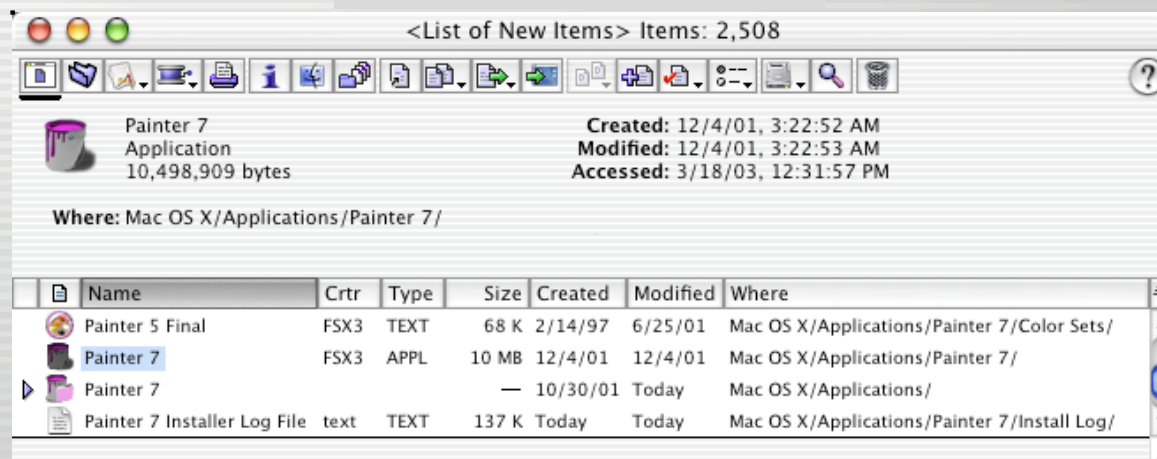 <List of New Items> Items: 2,508
?
Painter 7
Application
10,498,909 bytes
Created: 12/4/01, 3:22:52 AM
Modified: 12/4/01, 3:22:53 AM
Accessed: 3/18/03, 12:31:57 PM
Where: Mac OS X/Applications/Painter 7/
Name Crtr Type Size Created Modified Where
Painter 5 Final FSX3 TEXT 68 K 2/14/97 6/25/01 Mac OS X/Applications/Painter 7/Color Sets/
Painter 7 FSX3 APPL 10 MB 12/4/01 12/4/01 Mac OS X/Applications/Painter 7/
Painter 7 — 10/30/01 Today Mac OS X/Applications/
Painter 7 Installer Log File text TEXT 137 K Today Today Mac OS X/Applications/Painter 7/Install Log/